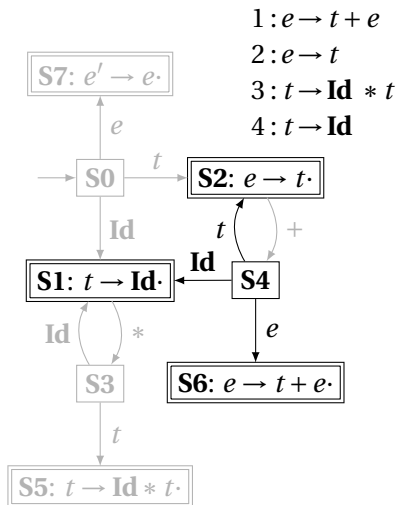 1 : e → t + e
2 : e → t
3 : t → Id * t
4 : t → Id
S7: e′ → e·
e
S0
t
S2: e → t·
Id
t
+
S1: t → Id·
Id
S4
Id
*
e
S3
S6: e → t + e·
t
S5: t → Id * t·